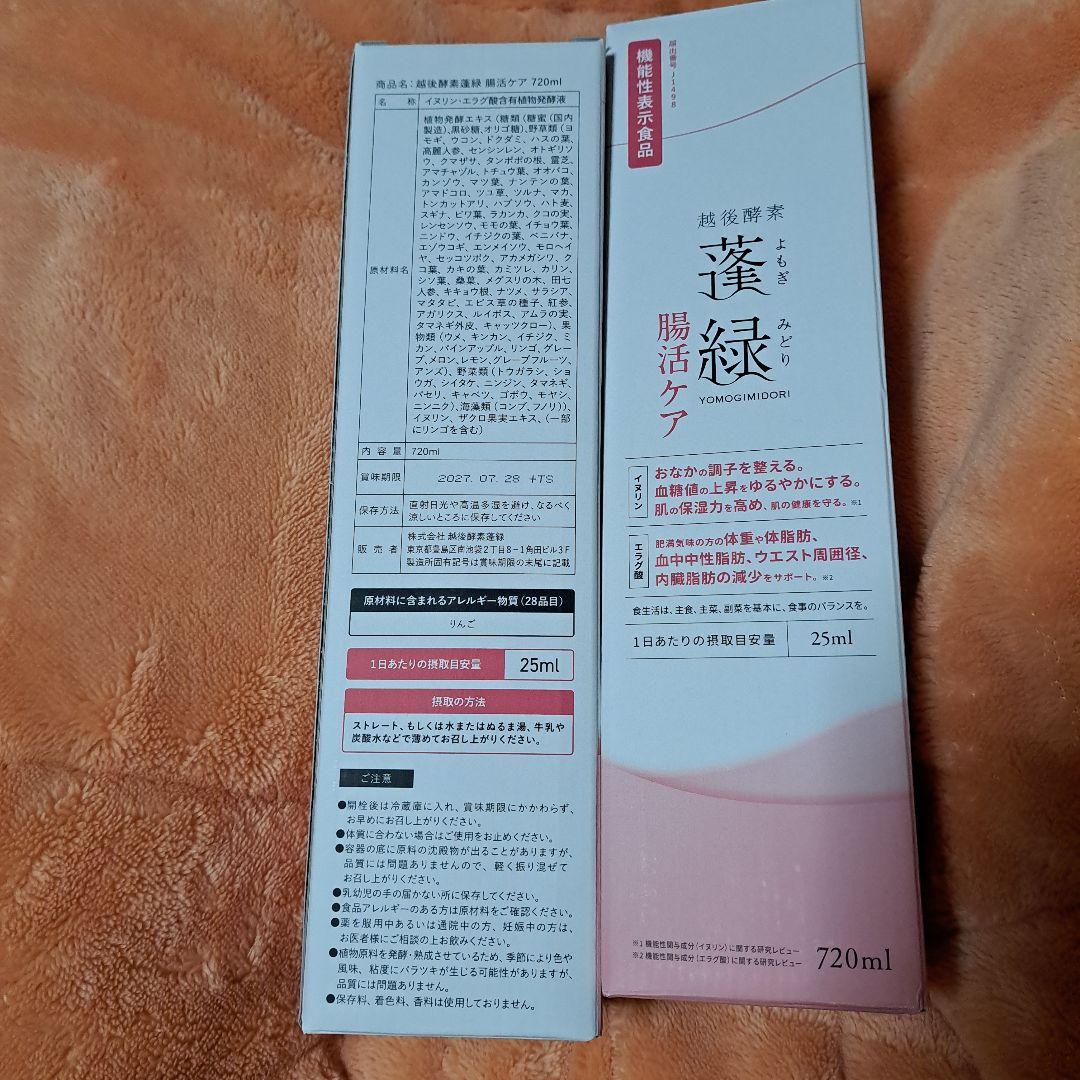 商品名：越後酵素蓬緑 腸活ケア 720ml
名 称 イヌリン・エラグ酸含有植物発酵液
原材料名
植物発酵エキス（糖類（糖蜜（国内
製造）、黒砂糖、オリゴ糖）、野草類（ヨ
モギ、ウコン、ドクダミ、ハスの葉、
高麗人参、センシンレン、オトギリソ
ウ、クマザサ、タンポポの根、霊芝、
アマチャヅル、トチュウ葉、オオバコ、
カンゾウ、マツ葉、ナンテンの葉、
アマドコロ、ツユ草、ツルナ、マカ、
トンカットアリ、ハブソウ、ハト麦、
スギナ、ビワ葉、ラカンカ、クコの実、
レンセンソウ、モモの葉、イチョウ葉、
ニンドウ、イチジクの葉、ベニバナ、
エゾウコギ、エンメイソウ、モロヘイ
ヤ、セッコツボク、アカメガシワ、ク
コ葉、カキの葉、カミツレ、カリン、
シソ葉、桑葉、メグスリの木、田七
人参、キキョウ根、ナツメ、サラシア、
マタタビ、エビス草の種子、紅参、
アガリクス、ルイボス、アムラの実、
タマネギ外皮、キャッツクロー）、果
物類（ウメ、キンカン、イチジク、ミ
カン、パインアップル、リンゴ、グレー
プ、メロン、レモン、グレープフルーツ、
アンズ）、野菜類（トウガラシ、ショ
ウガ、シイタケ、ニンジン、タマネギ、
パセリ、キャベツ、ゴボウ、モヤシ、
ニンニク）、海藻類（コンブ、フノリ））、
イヌリン、ザクロ果実エキス、（一部
にリンゴを含む）
内 容 量 720ml
賞味期限 2027. 07. 28 +TS
保存方法 直射日光や高温多湿を避け、なるべく
涼しいところに保存してください
販 売 者 株式会社 越後酵素蓬緑
東京都豊島区南池袋2丁目8-1角田ビル3F
製造所固有記号は賞味期限の末尾に記載
原材料に含まれるアレルギー物質（28品目）
りんご
1日あたりの摂取目安量 25ml
摂取の方法
ストレート、もしくは水またはぬるま湯、牛乳や
炭酸水などで薄めてお召し上がりください。
ご注意
●開栓後は冷蔵庫に入れ、賞味期限にかかわらず、
お早めにお召し上がりください。
●体質に合わない場合はご使用をお止めください。
●容器の底に原料の沈殿物が出ることがありますが、
品質には問題ありませんので、軽く振り混ぜて
お召し上がりください。
●乳幼児の手の届かない所に保存してください。
●食品アレルギーのある方は原材料をご確認ください。
●薬を服用中あるいは通院中の方、妊娠中の方は、
お医者様にご相談の上お飲みください。
●植物原料を発酵・熟成させているため、季節により色や
風味、粘度にバラツキが生じる可能性がありますが、
品質には問題ありません。
●保存料、着色料、香料は使用しておりません。
届出番号J1498
機能性表示食品
越後酵素
蓬緑
よもぎ
みどり
YOMOGIMIDORI
腸活ケア
イヌリン
おなかの調子を整える。
血糖値の上昇をゆるやかにする。
肌の保湿力を高め、肌の健康を守る。※1
エラグ酸
肥満気味の方の体重や体脂肪、
血中中性脂肪、ウエスト周囲径、
内臓脂肪の減少をサポート。※2
食生活は、主食、主菜、副菜を基本に、食事のバランスを。
1日あたりの摂取目安量 25ml
※1 機能性関与成分（イヌリン）に関する研究レビュー
※2 機能性関与成分（エラグ酸）に関する研究レビュー
720ml